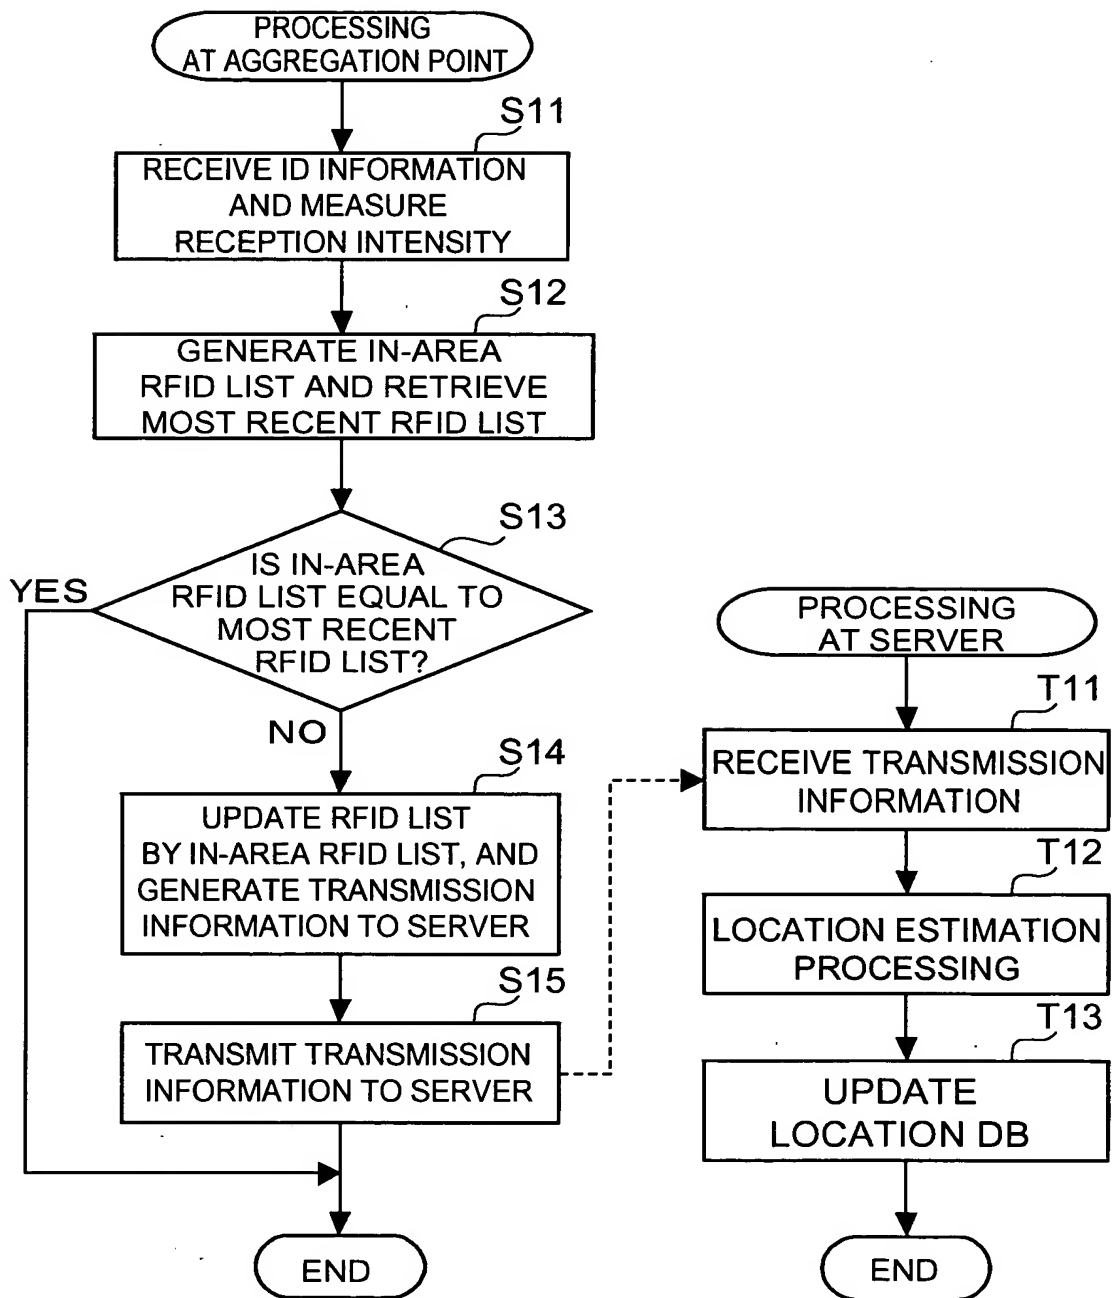 PROCESSING
AT AGGREGATION POINT
S11
RECEIVE ID INFORMATION
AND MEASURE
RECEPTION INTENSITY
S12
GENERATE IN-AREA
RFID LIST AND RETRIEVE
MOST RECENT RFID LIST
S13
IS IN-AREA
RFID LIST EQUAL TO
MOST RECENT
RFID LIST?
YES
NO
S14
UPDATE RFID LIST
BY IN-AREA RFID LIST, AND
GENERATE TRANSMISSION
INFORMATION TO SERVER
S15
TRANSMIT TRANSMISSION
INFORMATION TO SERVER
END
PROCESSING
AT SERVER
T11
RECEIVE TRANSMISSION
INFORMATION
T12
LOCATION ESTIMATION
PROCESSING
T13
UPDATE
LOCATION DB
END